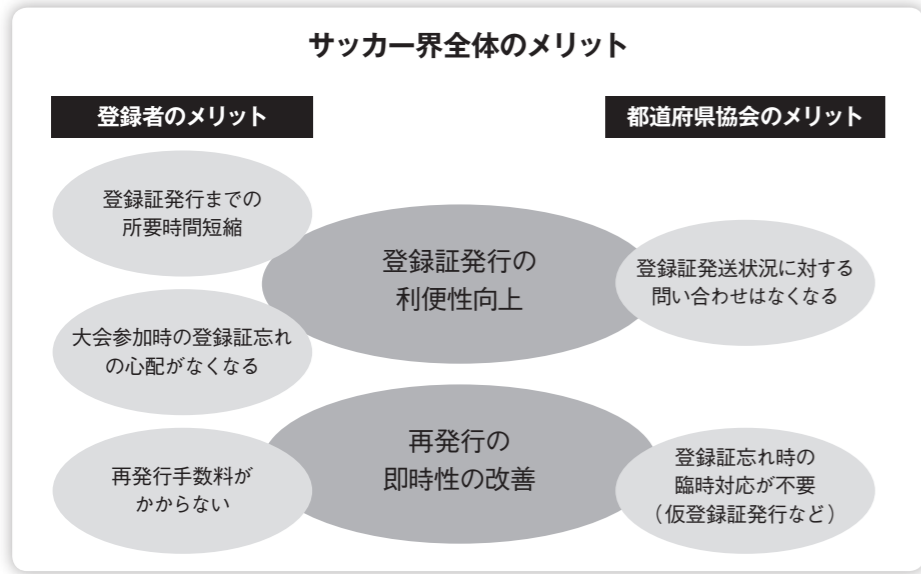 サッカー界全体のメリット
登録者のメリット
登録証発行までの
所要時間短縮
大会参加時の登録証忘れ
の心配がなくなる
再発行手数料が
かからない
登録証発行の
利便性向上
再発行の
即時性の改善
都道府県協会のメリット
登録証発送状況に対する
問い合わせはなくなる
登録証忘れ時の
臨時対応が不要
（仮登録証発行など）